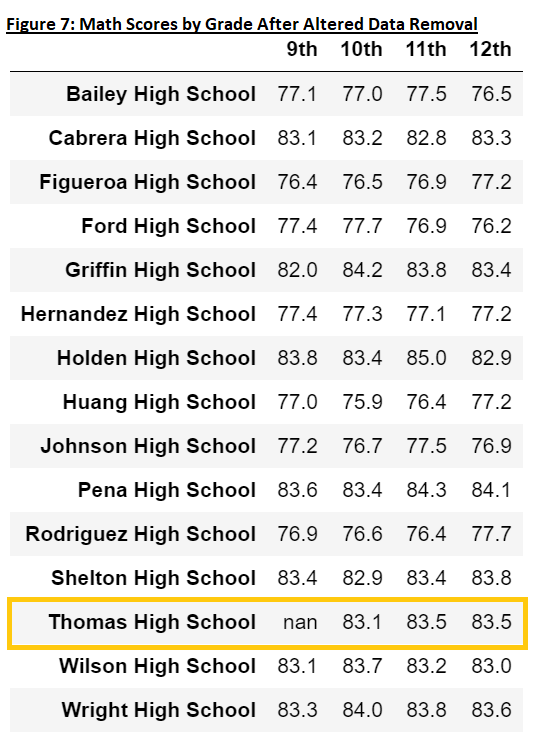 Figure 7: Math Scores by Grade After Altered Data Removal
9th 10th 11th 12th
Bailey High School 77.1 77.0 77.5 76.5
Cabrera High School 83.1 83.2 82.8 83.3
Figueroa High School 76.4 76.5 76.9 77.2
Ford High School 77.4 77.7 76.9 76.2
Griffin High School 82.0 84.2 83.8 83.4
Hernandez High School 77.4 77.3 77.1 77.2
Holden High School 83.8 83.4 85.0 82.9
Huang High School 77.0 75.9 76.4 77.2
Johnson High School 77.2 76.7 77.5 76.9
Pena High School 83.6 83.4 84.3 84.1
Rodriguez High School 76.9 76.6 76.4 77.7
Shelton High School 83.4 82.9 83.4 83.8
Thomas High School nan 83.1 83.5 83.5
Wilson High School 83.1 83.7 83.2 83.0
Wright High School 83.3 84.0 83.8 83.6